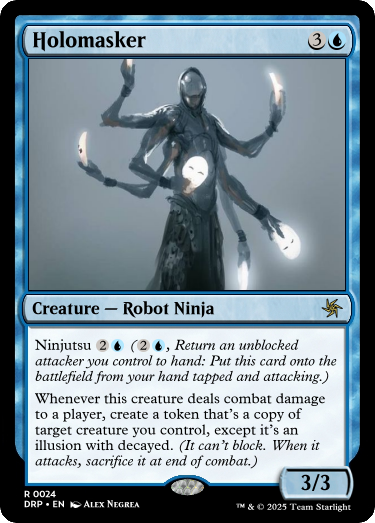 Holomasker 3
Creature — Robot Ninja
Ninjutsu 2 (2, Return an unblocked
attacker you control to hand: Put this card onto the
battlefield from your hand tapped and attacking.)
Whenever this creature deals combat damage
to a player, create a token that's a copy of
target creature you control, except it's an
illusion with decayed. (It can't block. When it
attacks, sacrifice it at end of combat.)
3/3
R 0024
DRP • EN Alex Negrea
™ & © 2025 Team Starlight